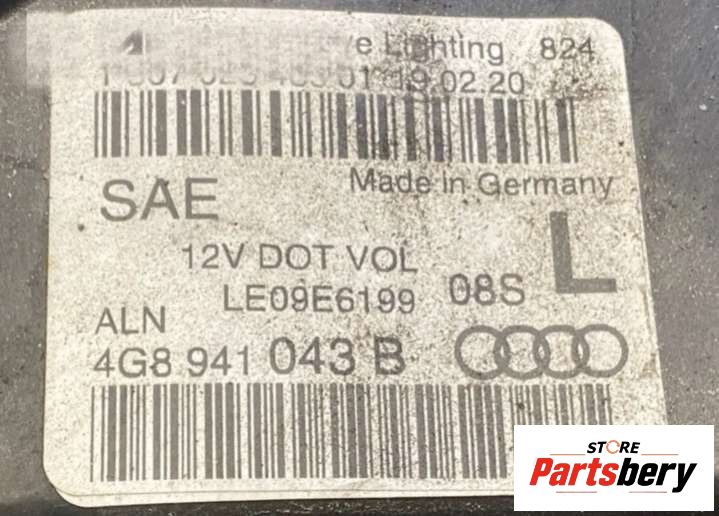 Lighting 824
19.02.20
Made in Germany
SAE
L
12V DOT VOL
LE09E6199 08S
ALN
4G8 941 043 B
STORE
Partsbery